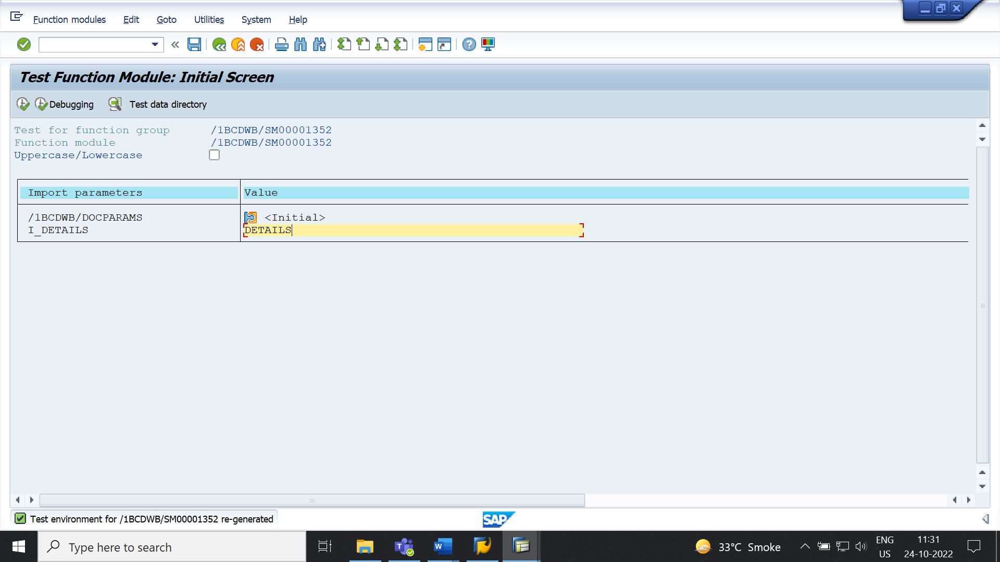 Function modules Edit Goto Utilities System Help
Test Function Module: Initial Screen
Debugging Test data directory
Test for function group /1BCDWB/SM00001352
Function module /1BCDWB/SM00001352
Uppercase/Lowercase
Import parameters Value
/1BCDWB/DOCPARAMS <Initial>
I_DETAILS DETAILS
Test environment for /1BCDWB/SM00001352 re-generated
SAP
Type here to search
33°C Smoke
ENG
US
11:31
24-10-2022